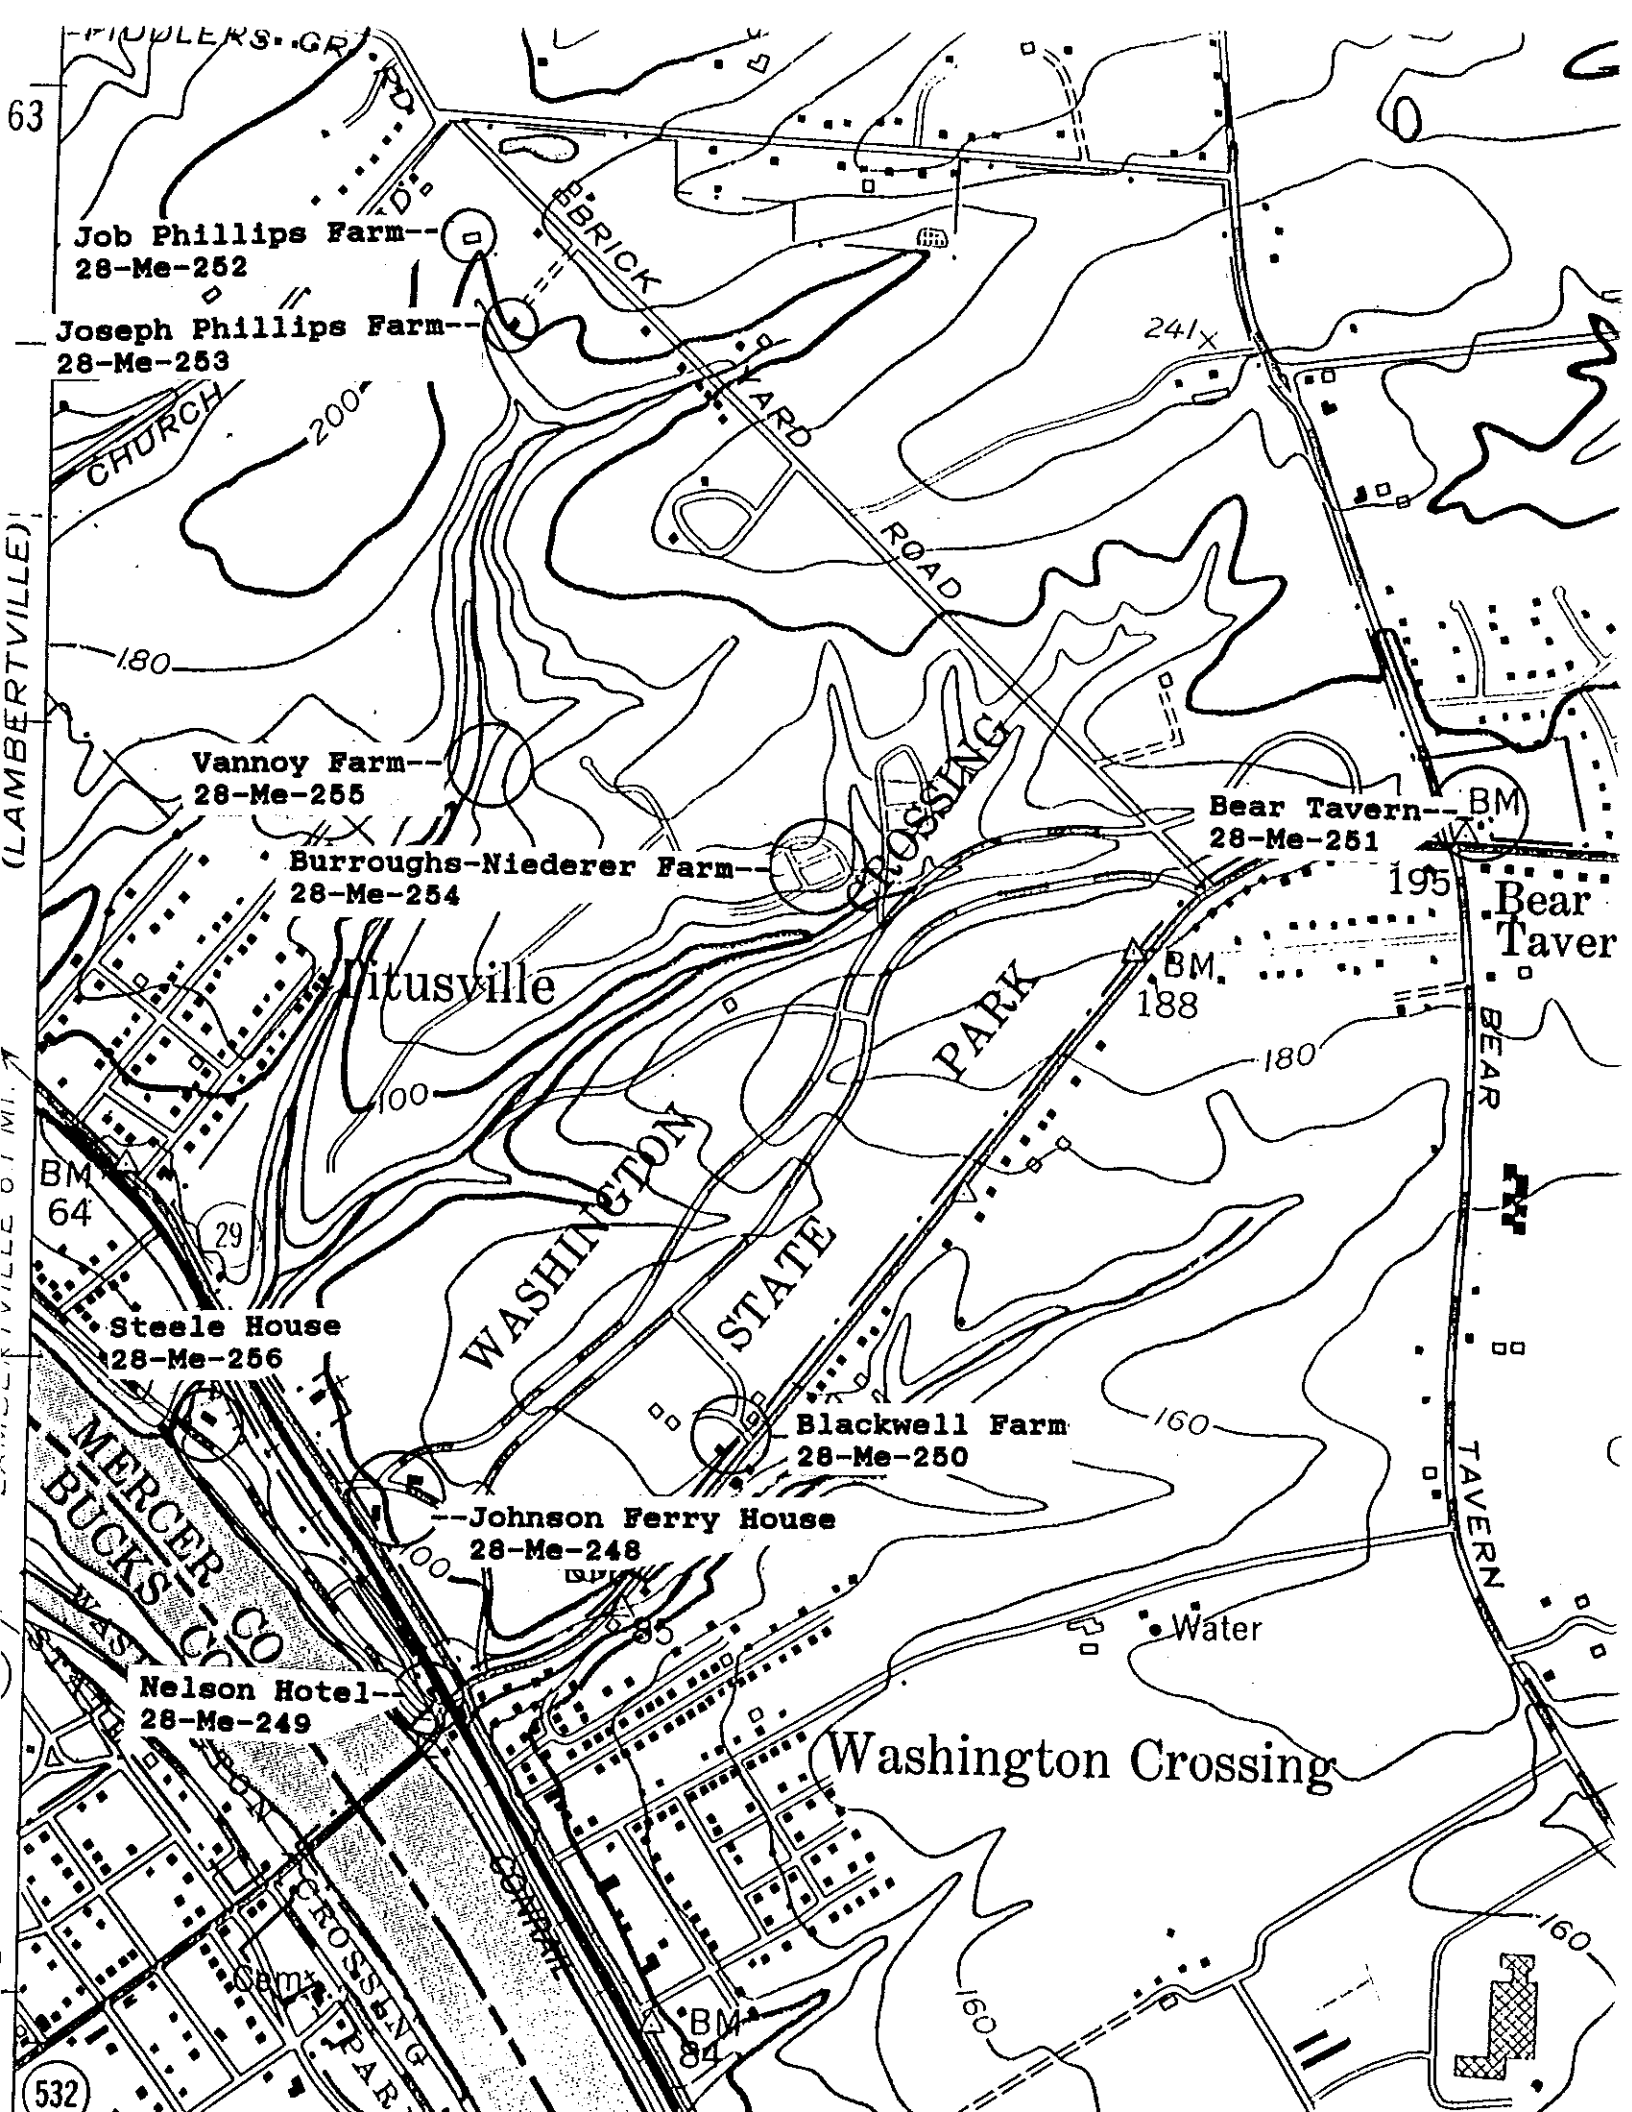 FIDDLERS CR
RD
63
BRICK
Job Phillips Farm--
28-Me-252
Joseph Phillips Farm--
28-Me-253
241
YARD
CHURCH
200
(LAMBERTVILLE)
ROAD
180
Vannoy Farm--
28-Me-255
Burroughs-Niederer Farm--
28-Me-254
CROSSING
Bear Tavern--
28-Me-251
BM
195
Bear
Taver
Titusville
BM
188
PARK
180
BEAR
100
WASHINGTON
STATE
BM
64
29
Steele House
28-Me-256
Blackwell Farm
28-Me-250
160
TAVERN
MERCER CO
BUCKS CO
--Johnson Ferry House
28-Me-248
100
85
Water
Nelson Hotel--
28-Me-249
Washington Crossing
CONRAIL
CROSSING
Cem
160
160
BM
84
532